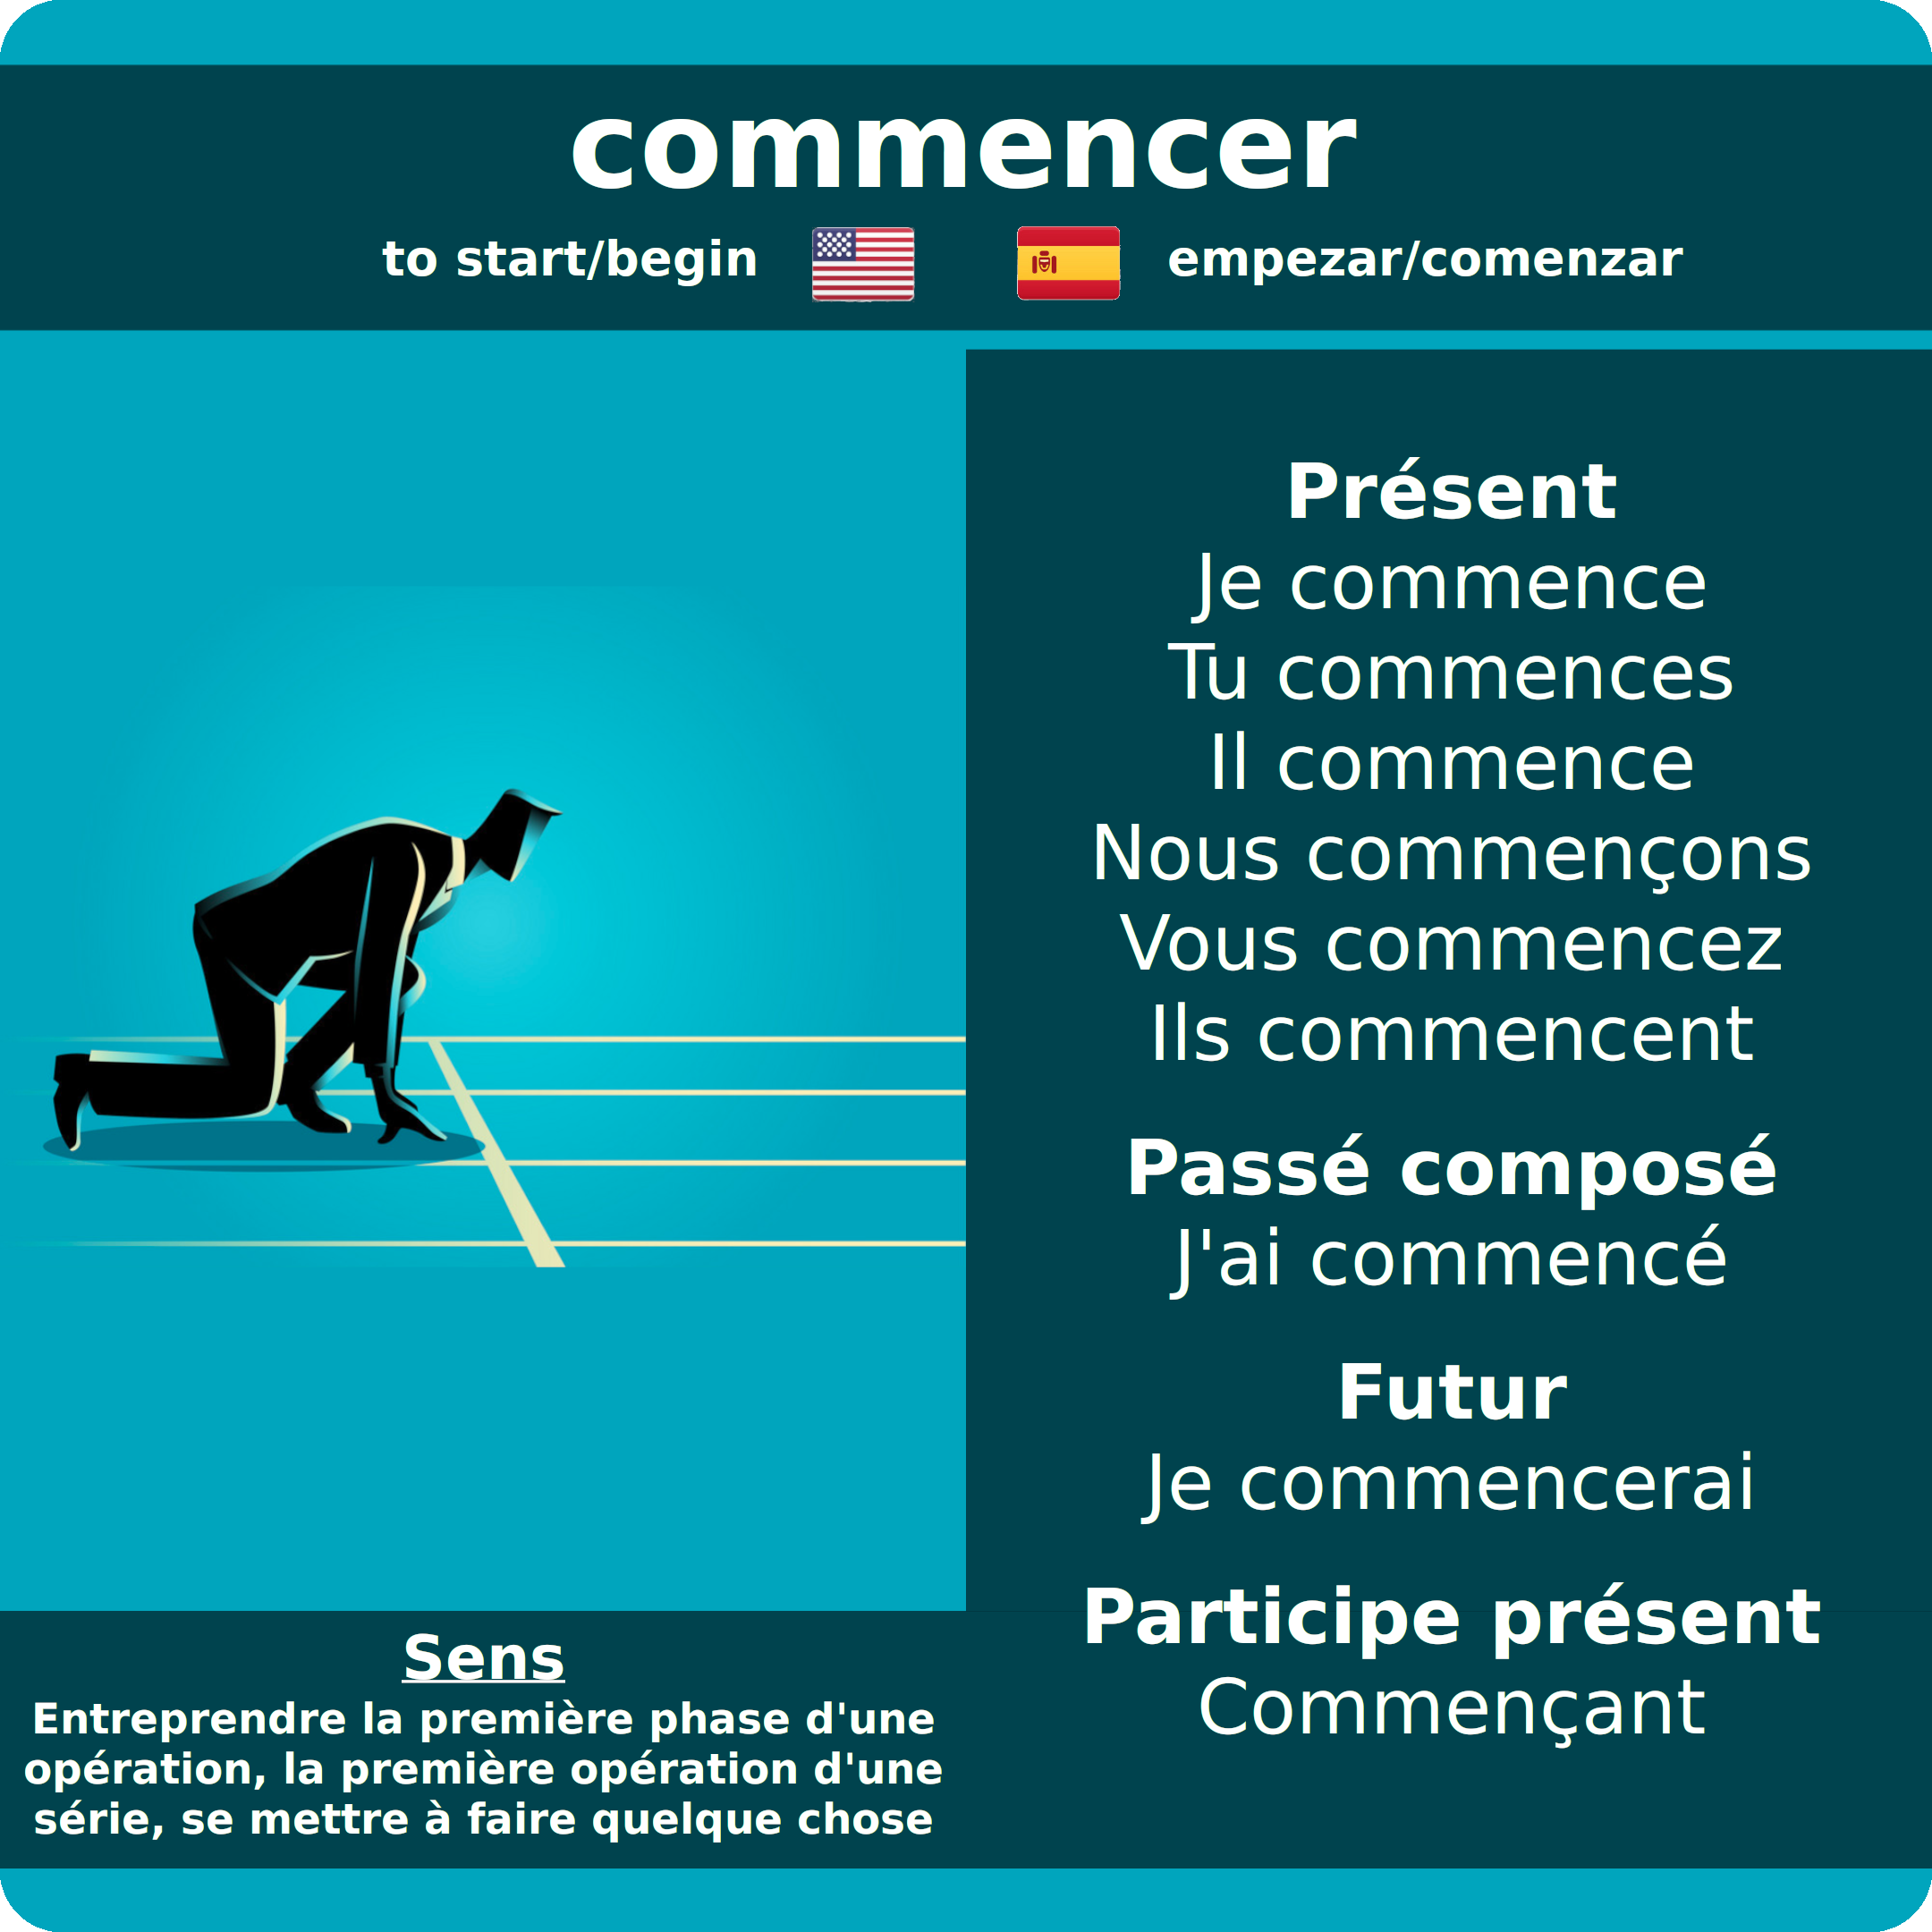 commencer
to start/begin
empezar/comenzar
Présent
Je commence
Tu commences
Il commence
Nous commençons
Vous commencez
Ils commencent
Passé composé
J'ai commencé
Futur
Je commencerai
Participe présent
Commençant
Sens
Entreprendre la première phase d'une
opération, la première opération d'une
série, se mettre à faire quelque chose